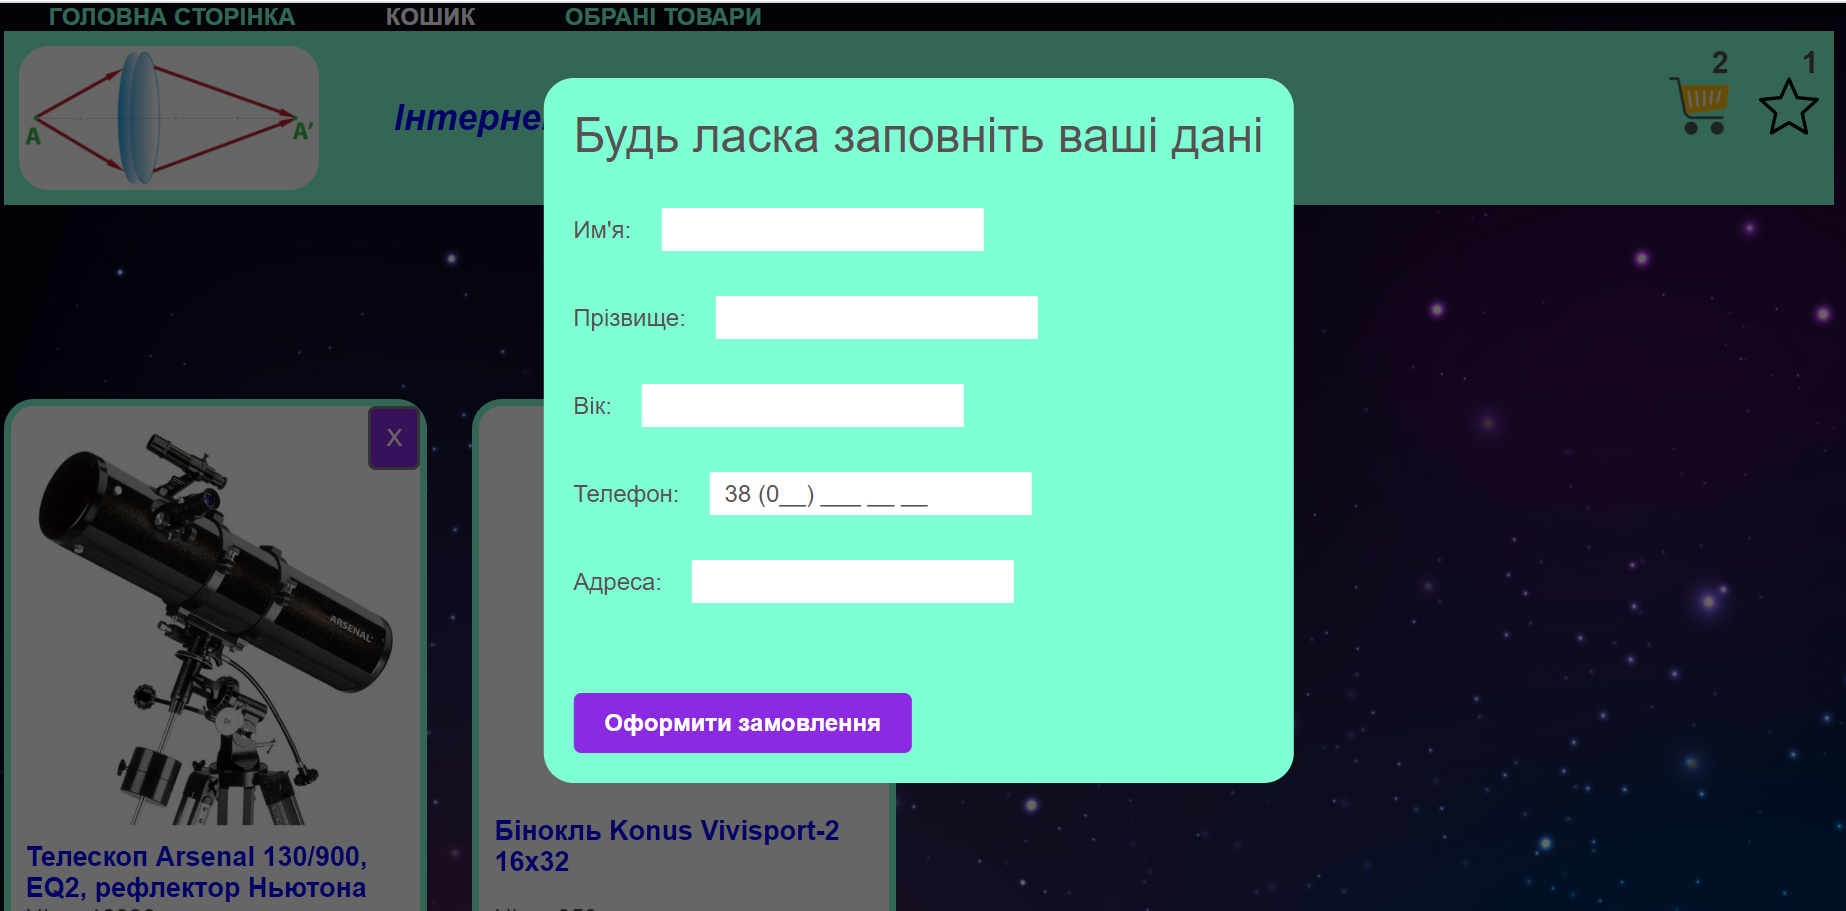 ГОЛОВНА СТОРІНКА КОШИК ОБРАНІ ТОВАРИ
A
A′
Інтерне
2
1
Будь ласка заповніть ваші дані
Им'я:
Прізвище:
Вік:
Телефон: 38 (0__) ___ __ __
Адреса:
Оформити замовлення
X
ARSENAL
Телескоп Arsenal 130/900,
EQ2, рефлектор Ньютона
Бінокль Konus Vivisport-2
16x32